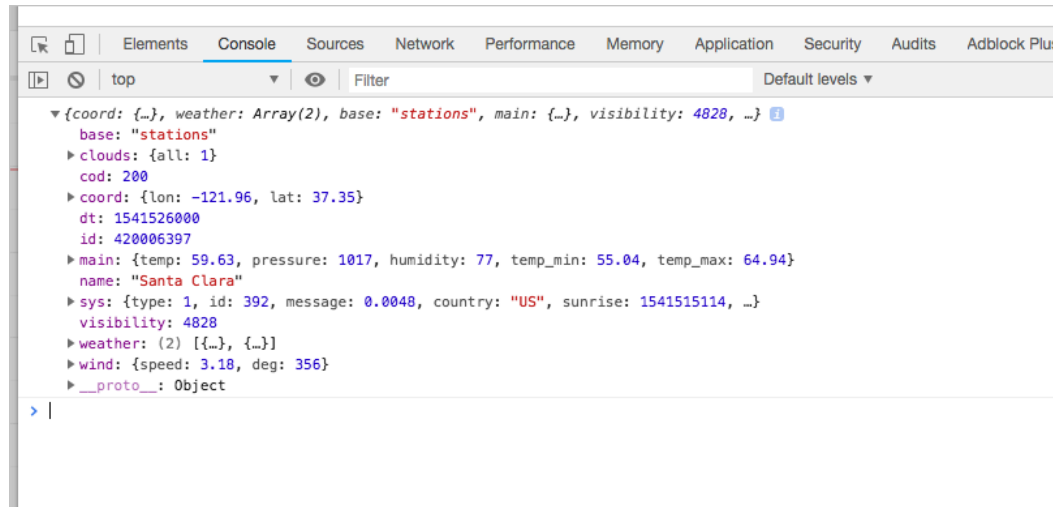 Elements Console Sources Network Performance Memory Application Security Audits Adblock
top ▼ Filter Default levels ▼
▼{coord: {…}, weather: Array(2), base: "stations", main: {…}, visibility: 4828, …} i
base: "stations"
▶clouds: {all: 1}
cod: 200
▶coord: {lon: -121.96, lat: 37.35}
dt: 1541526000
id: 420006397
▶main: {temp: 59.63, pressure: 1017, humidity: 77, temp_min: 55.04, temp_max: 64.94}
name: "Santa Clara"
▶sys: {type: 1, id: 392, message: 0.0048, country: "US", sunrise: 1541515114, …}
visibility: 4828
▶weather: (2) [{…}, {…}]
▶wind: {speed: 3.18, deg: 356}
▶__proto__: Object
>